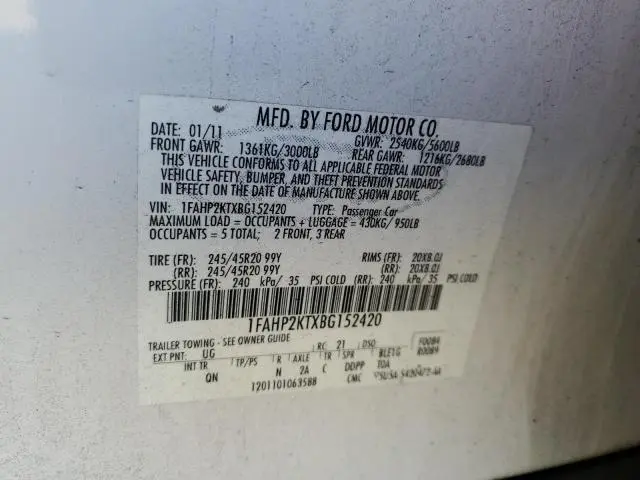 MFD. BY FORD MOTOR CO.
DATE: 01/11 GVWR: 2540KG/5600LB
FRONT GAWR: 1361KG/3000LB REAR GAWR: 1216KG/2680LB
THIS VEHICLE CONFORMS TO ALL APPLICABLE FEDERAL MOTOR
VEHICLE SAFETY, BUMPER, AND THEFT PREVENTION STANDARDS
IN EFFECT ON THE DATE OF MANUFACTURE SHOWN ABOVE.
VIN: 1FAHP2KTXBG152420 TYPE: Passenger Car
MAXIMUM LOAD = OCCUPANTS + LUGGAGE = 430KG/ 950LB
OCCUPANTS = 5 TOTAL; 2 FRONT, 3 REAR
TIRE (FR): 245/45R20 99Y RIMS (FR): 20X8.0J
(RR): 245/45R20 99Y (RR): 20X8.0J
PRESSURE (FR): 240 kPa/ 35 PSI COLD (RR): 240 kPa/ 35 PSI COLD
1FAHP2KTXBG152420
TRAILER TOWING - SEE OWNER GUIDE RC: 21 DSO: F0084
EXT PNT: UG R0089
INT TR TP/PS AXLE TR SPR BLE1G
QN N 2A C DDPP TOA
1201101063588 CMC